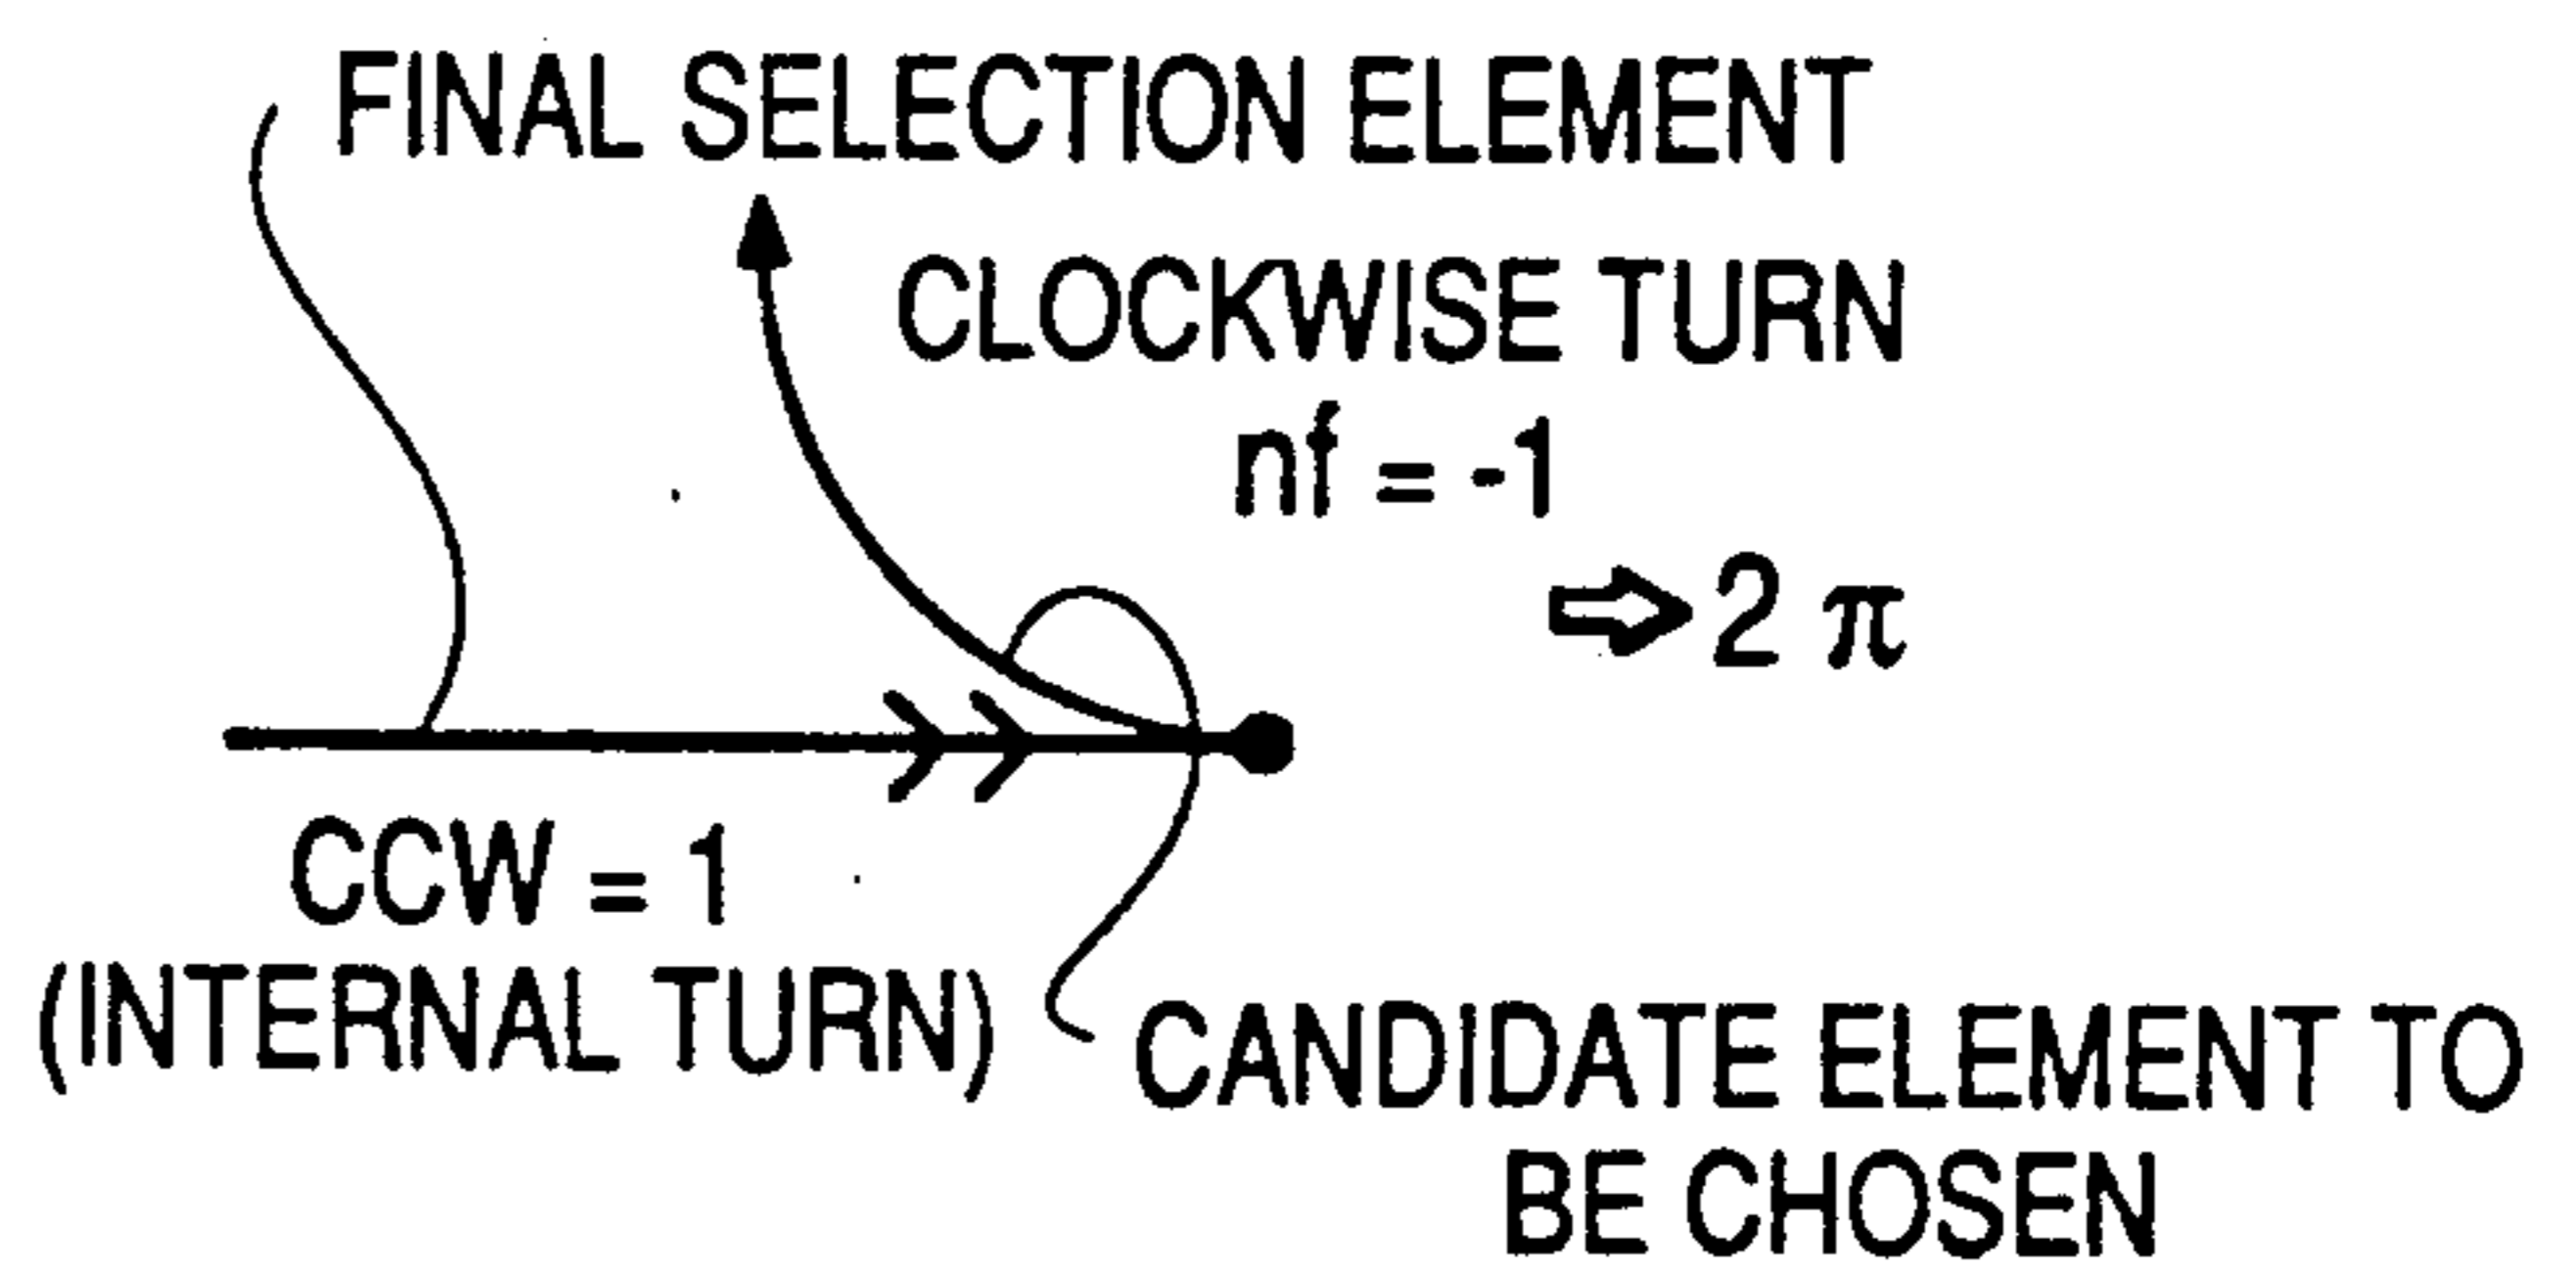 FINAL SELECTION ELEMENT
CLOCKWISE TURN
nf = -1
⇨ 2 π
CCW = 1
(INTERNAL TURN)
CANDIDATE ELEMENT TO
BE CHOSEN